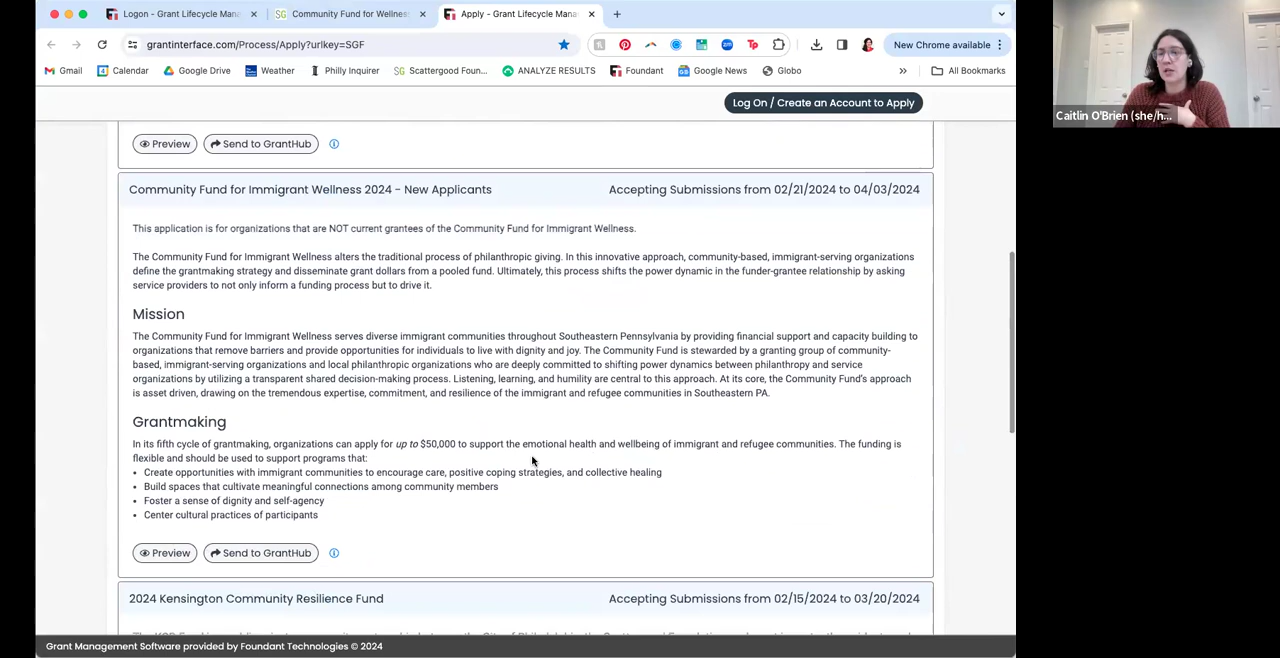 Logon - Grant Lifecycle Mana
Community Fund for Immigrant Wellness
Apply - Grant Lifecycle Mana
grantinterface.com/Process/Apply?urlkey=SGF
New Chrome available
Gmail
Calendar
Google Drive
Weather
Philly Inquirer
Scattergood Foun...
ANALYZE RESULTS
Foundant
Google News
Globo
»
All Bookmarks
Caitlin O'Brien (she/h...
Log On / Create an Account to Apply
Preview
Send to GrantHub
Community Fund for Immigrant Wellness 2024 - New Applicants
Accepting Submissions from 02/21/2024 to 04/03/2024
This application is for organizations that are NOT current grantees of the Community Fund for Immigrant Wellness.
The Community Fund for Immigrant Wellness alters the traditional process of philanthropic giving. In this innovative approach, community-based, immigrant-serving organizations
define the grantmaking strategy and disseminate grant dollars from a pooled fund. Ultimately, this process shifts the power dynamic in the funder-grantee relationship by asking
service providers to not only inform a funding process but to drive it.
Mission
The Community Fund for Immigrant Wellness serves diverse immigrant communities throughout Southeastern Pennsylvania by providing financial support and capacity building to
organizations that remove barriers and provide opportunities for individuals to live with dignity and joy. The Community Fund is stewarded by a granting group of community-
based, immigrant-serving organizations and local philanthropic organizations who are deeply committed to shifting power dynamics between philanthropy and service
organizations by utilizing a transparent shared decision-making process. Listening, learning, and humility are central to this approach. At its core, the Community Fund's approach
is asset driven, drawing on the tremendous expertise, commitment, and resilience of the immigrant and refugee communities in Southeastern PA.
Grantmaking
In its fifth cycle of grantmaking, organizations can apply for up to $50,000 to support the emotional health and wellbeing of immigrant and refugee communities. The funding is
flexible and should be used to support programs that:
• Create opportunities with immigrant communities to encourage care, positive coping strategies, and collective healing
• Build spaces that cultivate meaningful connections among community members
• Foster a sense of dignity and self-agency
• Center cultural practices of participants
Preview
Send to GrantHub
2024 Kensington Community Resilience Fund
Accepting Submissions from 02/15/2024 to 03/20/2024
Grant Management Software provided by Foundant Technologies © 2024